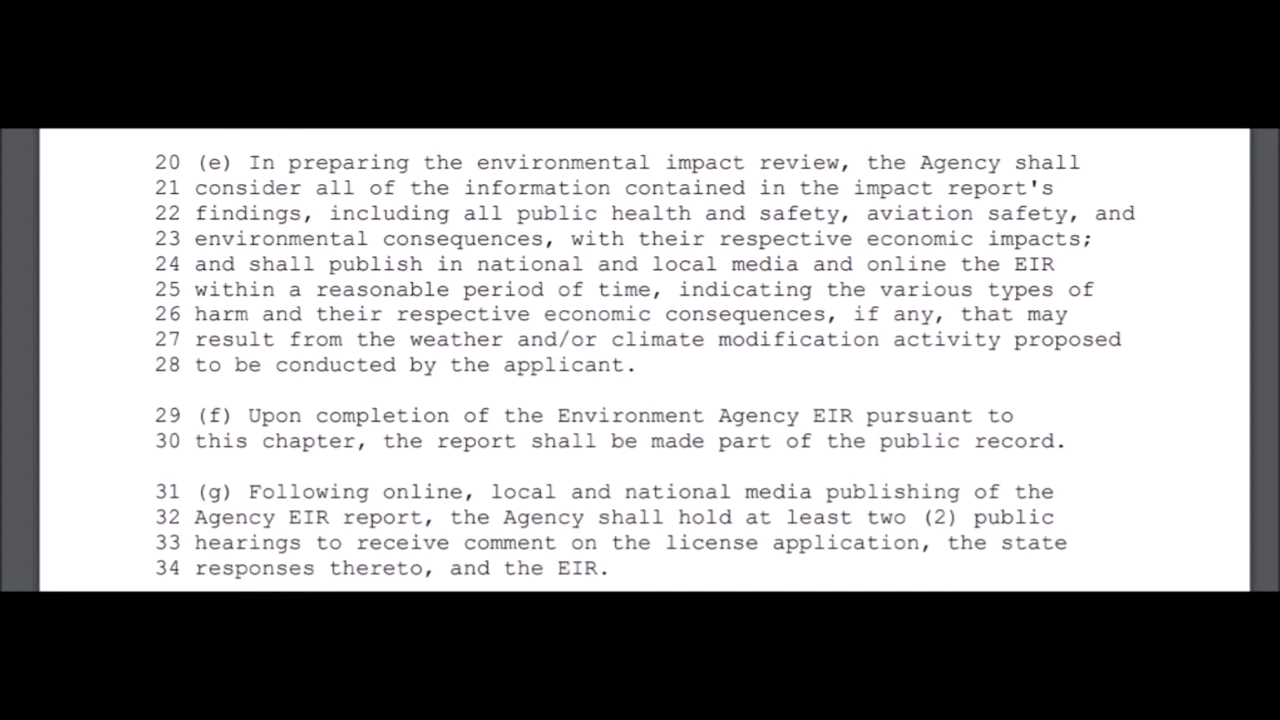 20 (e) In preparing the environmental impact review, the Agency shall
21 consider all of the information contained in the impact report's
22 findings, including all public health and safety, aviation safety, and
23 environmental consequences, with their respective economic impacts;
24 and shall publish in national and local media and online the EIR
25 within a reasonable period of time, indicating the various types of
26 harm and their respective economic consequences, if any, that may
27 result from the weather and/or climate modification activity proposed
28 to be conducted by the applicant.
29 (f) Upon completion of the Environment Agency EIR pursuant to
30 this chapter, the report shall be made part of the public record.
31 (g) Following online, local and national media publishing of the
32 Agency EIR report, the Agency shall hold at least two (2) public
33 hearings to receive comment on the license application, the state
34 responses thereto, and the EIR.